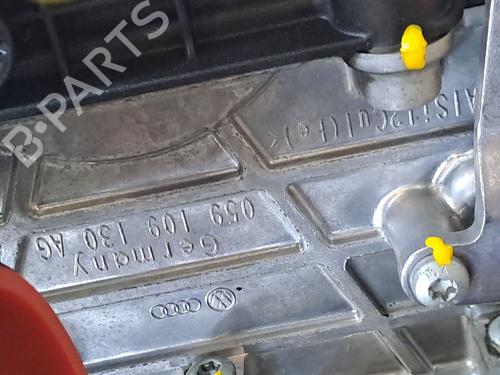 B-PARTS
>AlSi12Cu1(Fe)<
059 109 130 AG
Germany